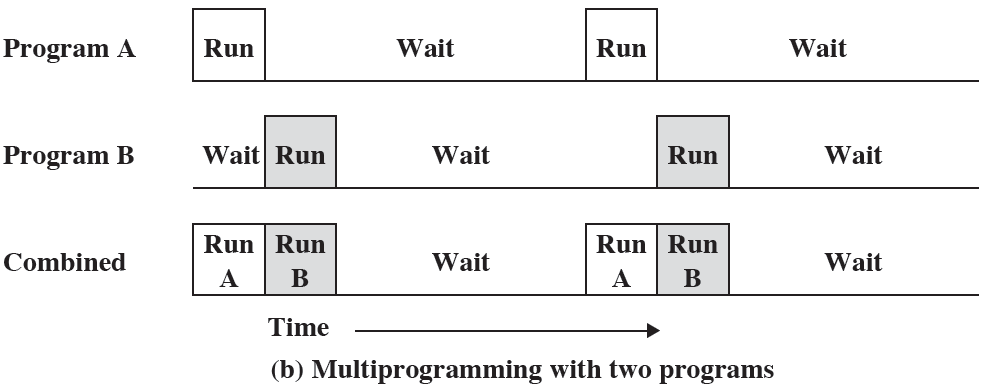 Program A Run Wait Run Wait
Program B Wait Run Wait Run Wait
Combined Run A Run B Wait Run A Run B Wait
Time
(b) Multiprogramming with two programs